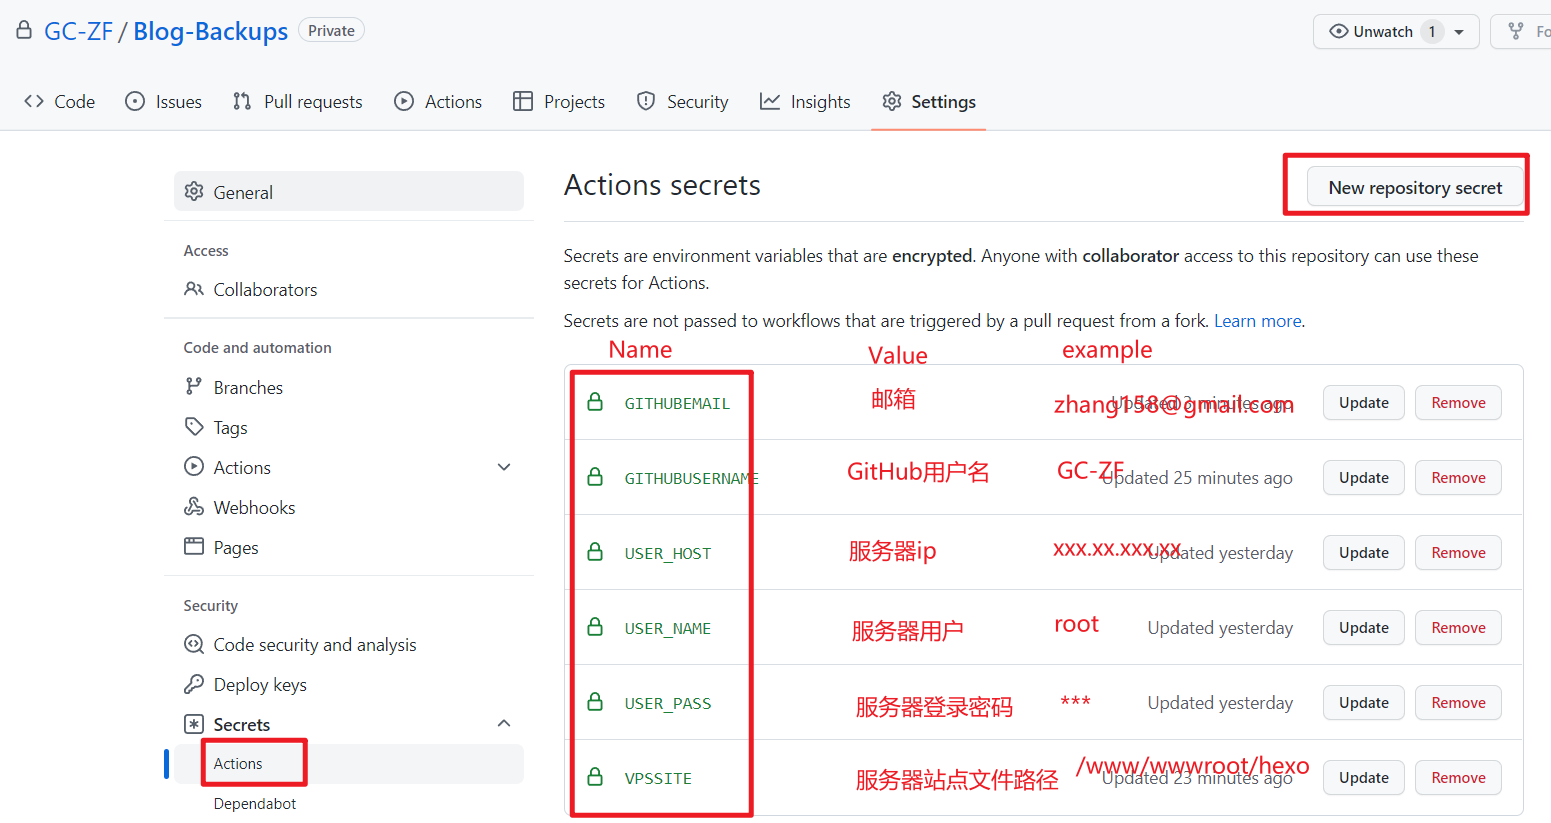 GC-ZF / Blog-Backups Private
Unwatch 1
Fo
Code Issues Pull requests Actions Projects Security Insights Settings
General
Access
Collaborators
Code and automation
Branches
Tags
Actions
Webhooks
Pages
Security
Code security and analysis
Deploy keys
Secrets
Actions
Dependabot
Actions secrets
New repository secret
Secrets are environment variables that are encrypted. Anyone with collaborator access to this repository can use these
secrets for Actions.
Secrets are not passed to workflows that are triggered by a pull request from a fork. Learn more.
Name Value example
GITHUBEMAIL 邮箱 zhang158@gmail.com Updated 3 minutes ago Update Remove
GITHUBUSERNAME GitHub用户名 GC-ZF Updated 25 minutes ago Update Remove
USER_HOST 服务器ip xxx.xx.xxx.xx Updated yesterday Update Remove
USER_NAME 服务器用户 root Updated yesterday Update Remove
USER_PASS 服务器登录密码 *** Updated yesterday Update Remove
VPSSITE 服务器站点文件路径 /www/wwwroot/hexo Updated 23 minutes ago Update Remove